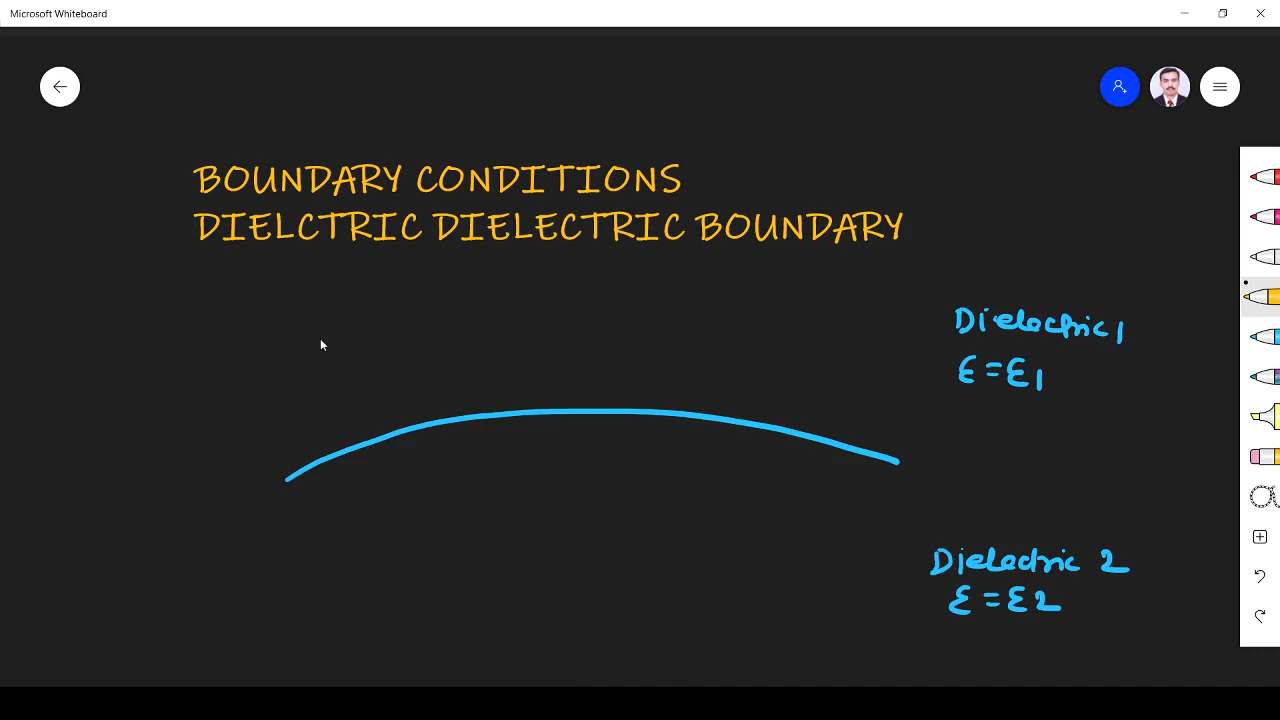 Microsoft Whiteboard
BOUNDARY CONDITIONS
DIELCTRIC DIELECTRIC BOUNDARY
Dielectric 1
ε = ε1
Dielectric 2
ε = ε2